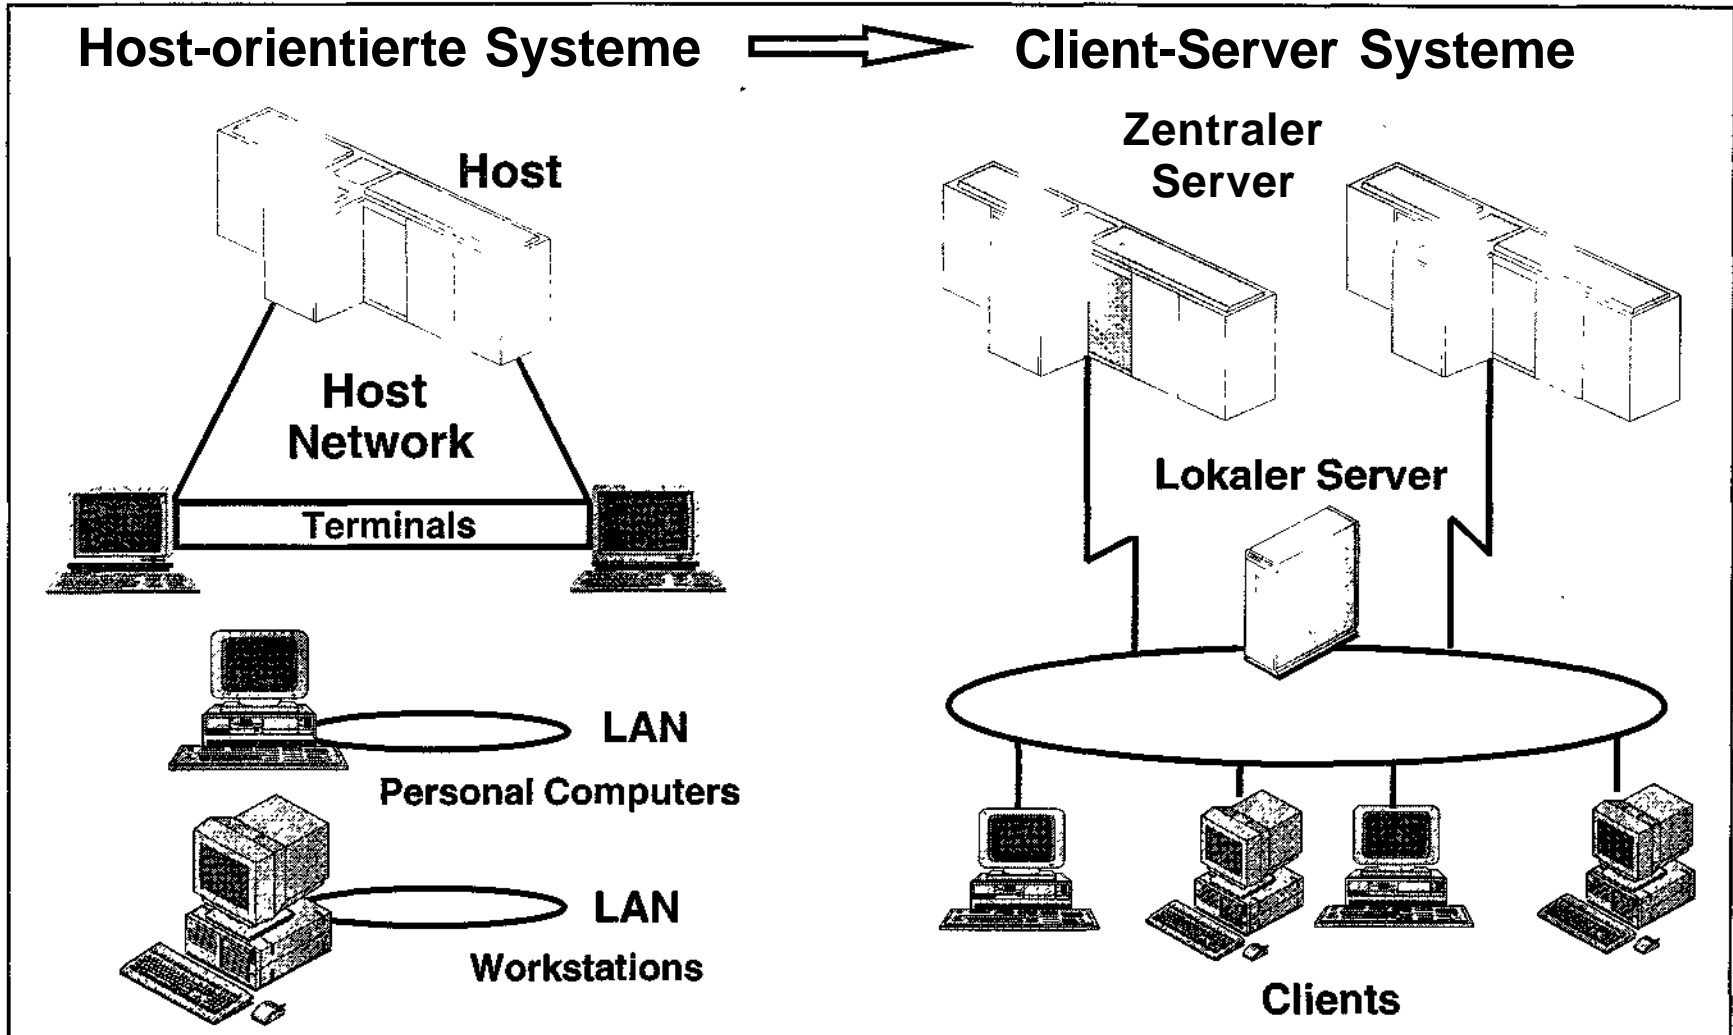 Host-orientierte Systeme
Client-Server Systeme
Host
Host
Network
Terminals
LAN
Personal Computers
LAN
Workstations
Zentraler
Server
Lokaler Server
Clients